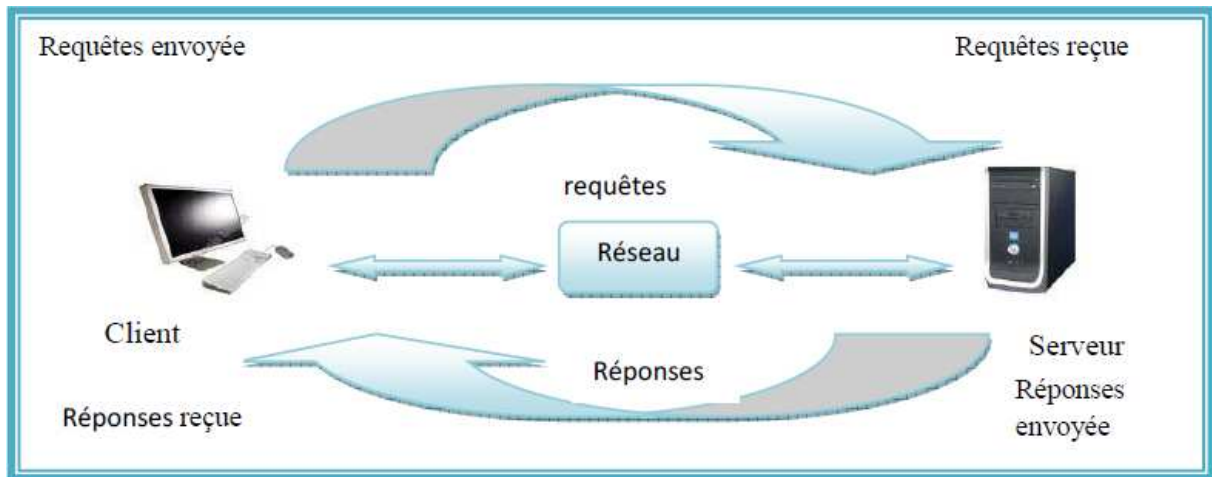 Requêtes envoyée
Requêtes reçue
requêtes
Réseau
Client
Serveur
Réponses
Réponses reçue
Réponses
envoyée